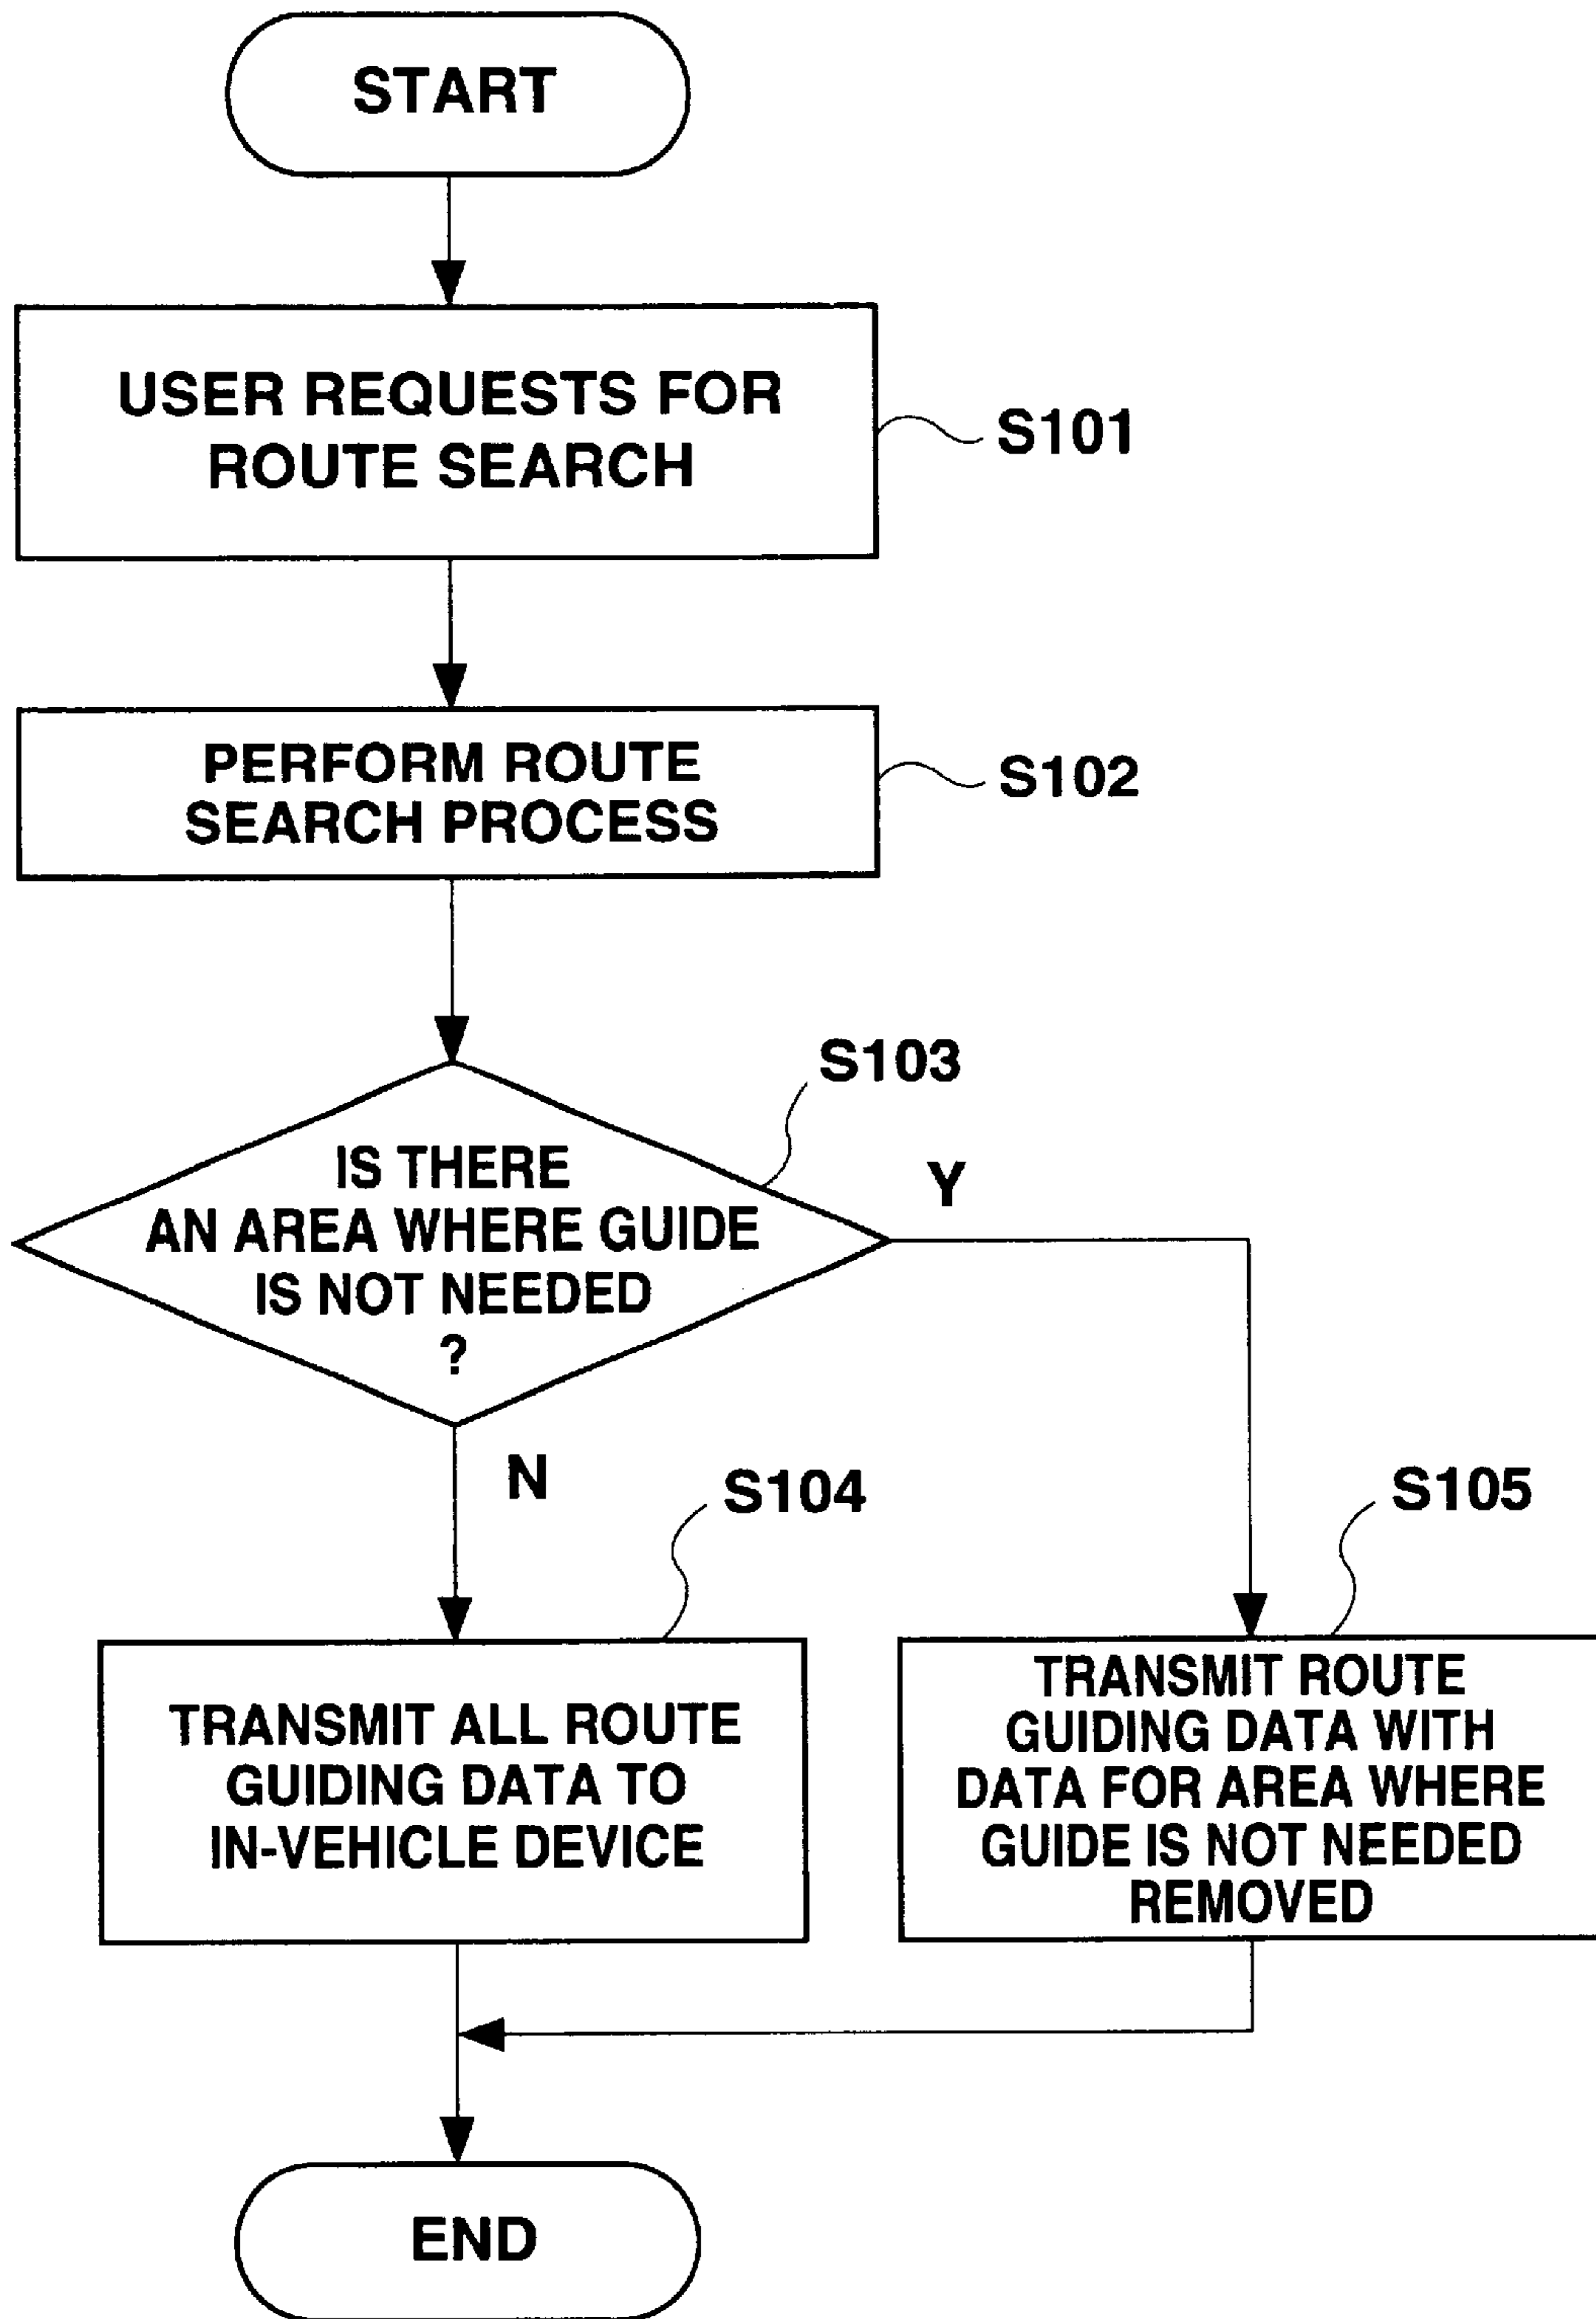 START
USER REQUESTS FOR
ROUTE SEARCH
S101
PERFORM ROUTE
SEARCH PROCESS
S102
S103
IS THERE
AN AREA WHERE GUIDE
IS NOT NEEDED
?
Y
N
S104
TRANSMIT ALL ROUTE
GUIDING DATA TO
IN-VEHICLE DEVICE
S105
TRANSMIT ROUTE
GUIDING DATA WITH
DATA FOR AREA WHERE
GUIDE IS NOT NEEDED
REMOVED
END